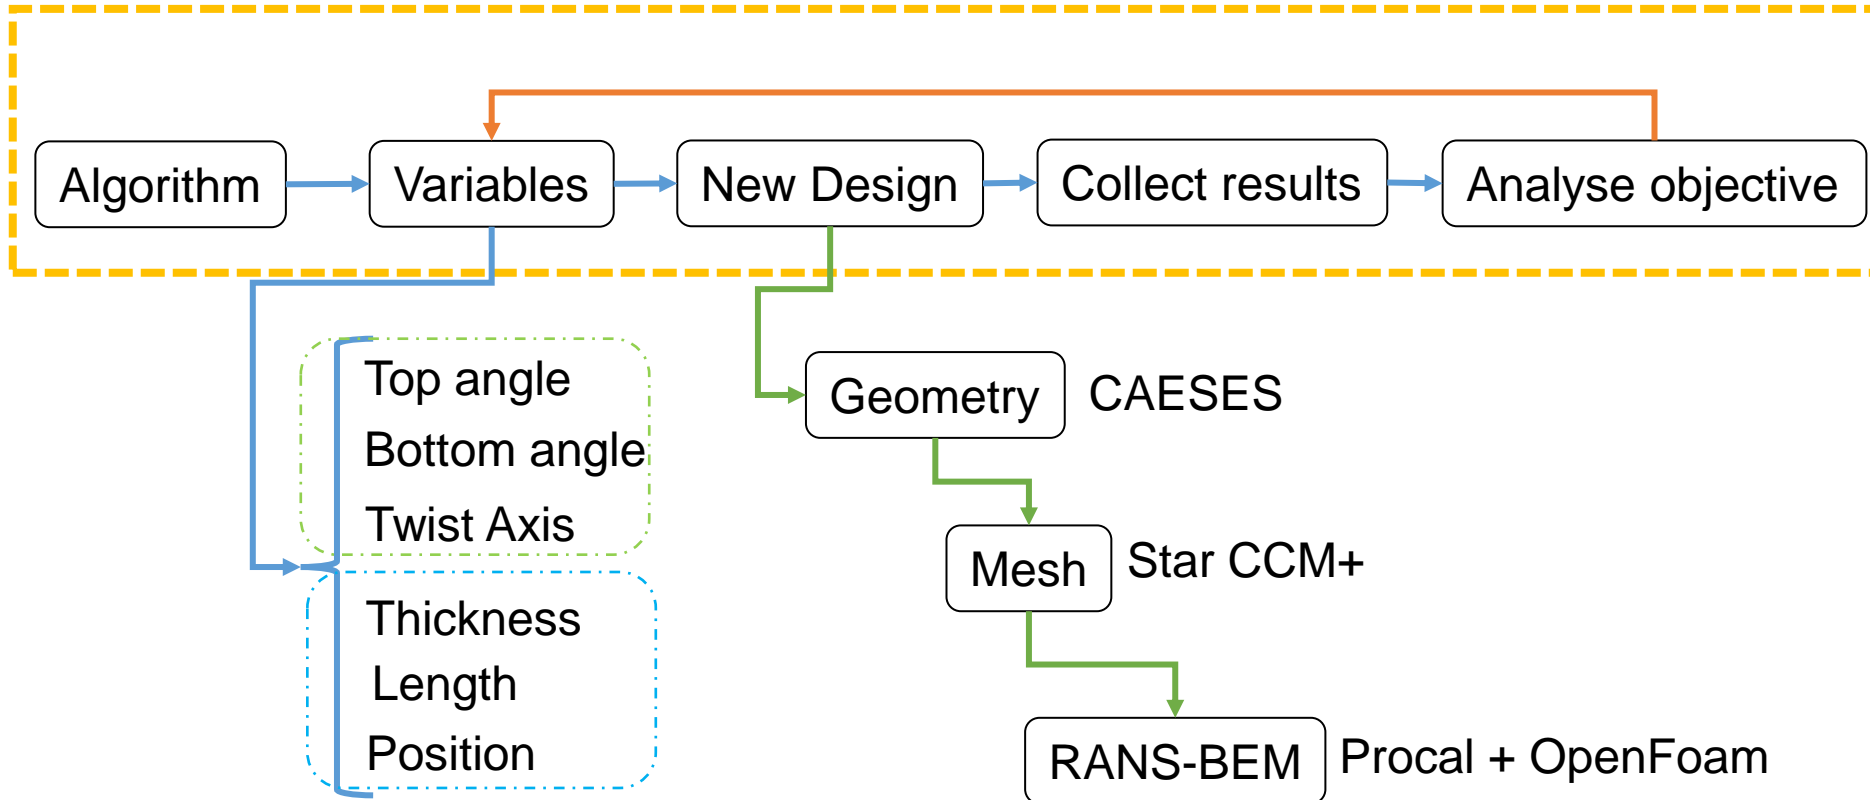 Algorithm
Variables
New Design
Collect results
Analyse objective
Top angle
Bottom angle
Twist Axis
Thickness
Length
Position
Geometry
CAESES
Mesh
Star CCM+
RANS-BEM
Procal + OpenFoam